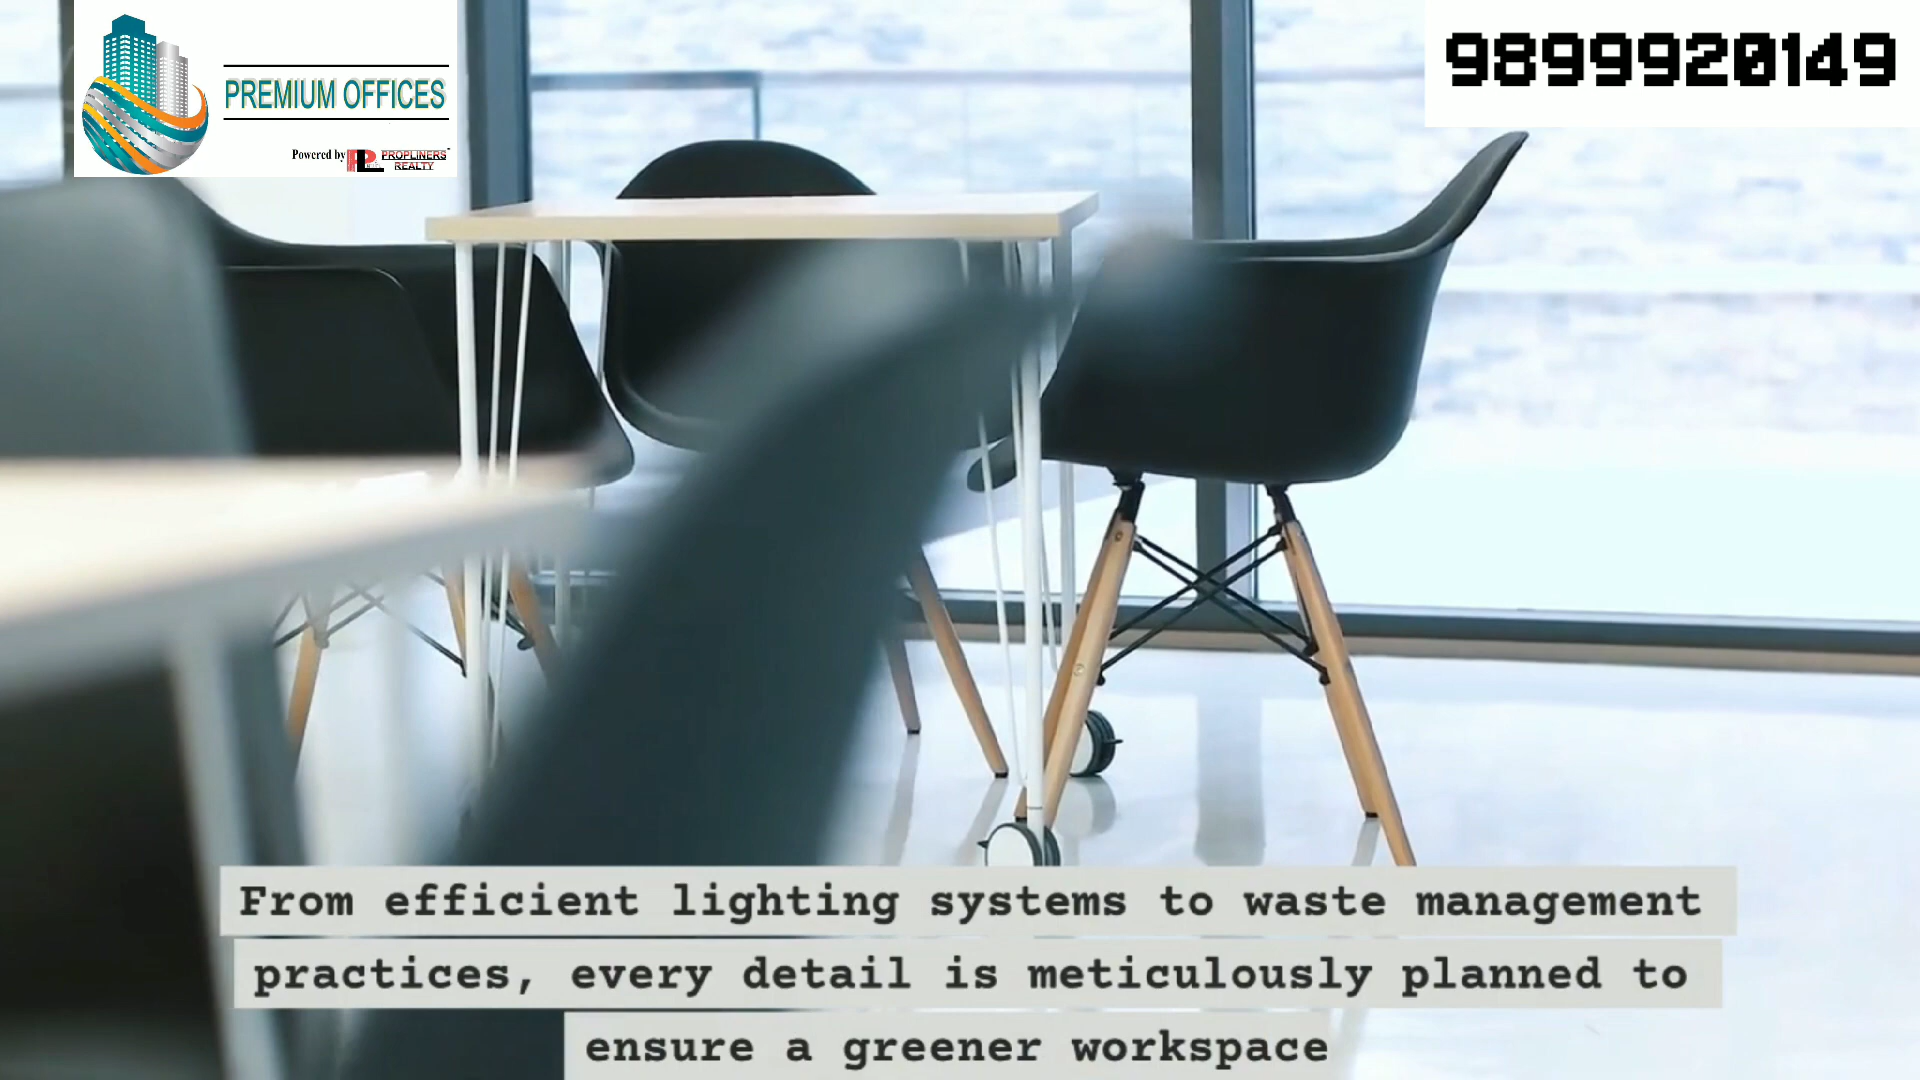 PREMIUM OFFICES
Powered by PL PROPLINERS
REALTY
9899920149
From efficient lighting systems to waste management
practices, every detail is meticulously planned to
ensure a greener workspace